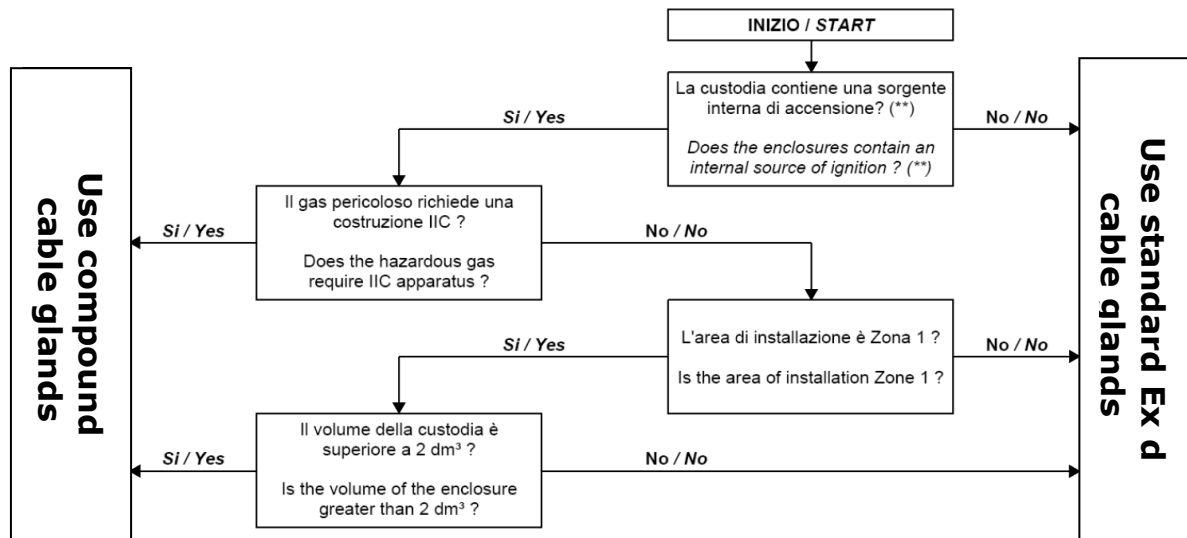 INIZIO / START
La custodia contiene una sorgente
interna di accensione? (**)
Does the enclosures contain an
internal source of ignition ? (**)
Si / Yes
No / No
Il gas pericoloso richiede una
costruzione IIC ?
Does the hazardous gas
require IIC apparatus ?
Si / Yes
No / No
L'area di installazione è Zona 1 ?
Is the area of installation Zone 1 ?
Si / Yes
No / No
Il volume della custodia è
superiore a 2 dm³ ?
Is the volume of the enclosure
greater than 2 dm³ ?
Si / Yes
No / No
Use compound
cable glands
Use standard Ex d
cable glands